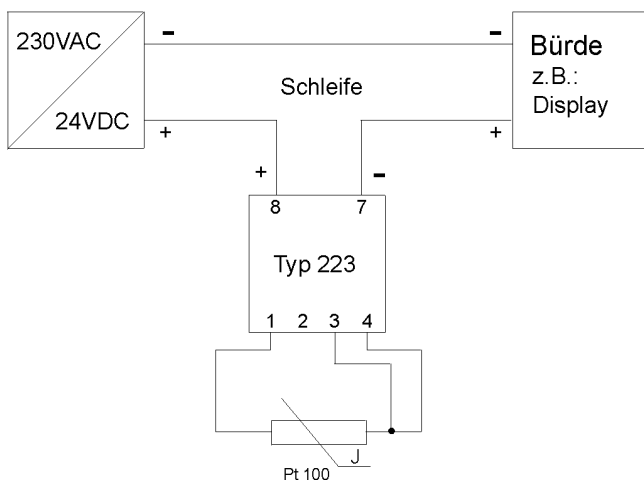 230VAC
24VDC
-
-
+
+
Schleife
Bürde
z.B.:
Display
+
-
8
7
Typ 223
1 2 3 4
J
Pt 100